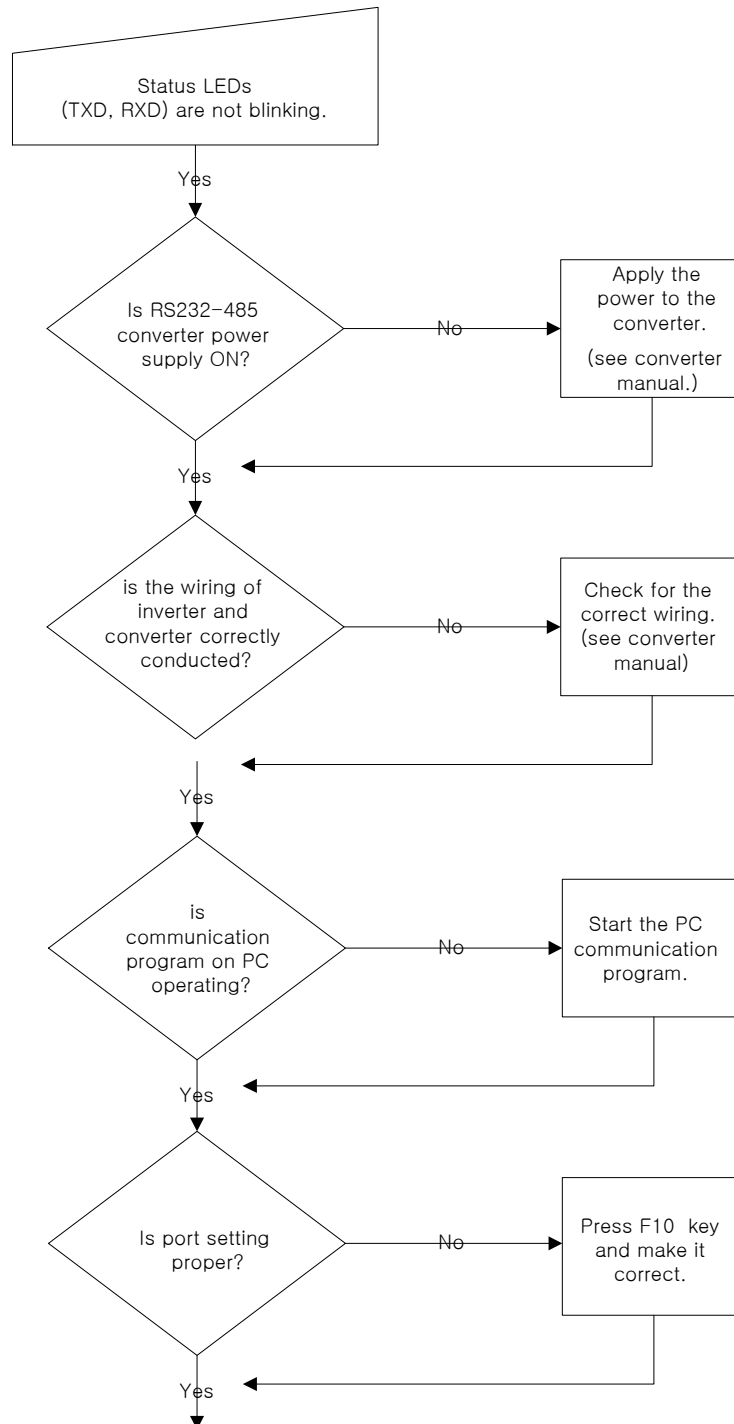 Status LEDs
(TXD, RXD) are not blinking.
Yes
Is RS232-485
converter power
supply ON?
No
Apply the
power to the
converter.
(see converter
manual.)
Yes
is the wiring of
inverter and
converter correctly
conducted?
No
Check for the
correct wiring.
(see converter
manual)
Yes
is
communication
program on PC
operating?
No
Start the PC
communication
program.
Yes
Is port setting
proper?
No
Press F10 key
and make it
correct.
Yes